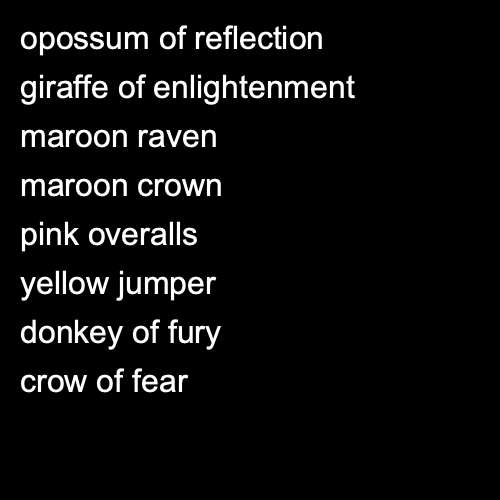 opossum of reflection
giraffe of enlightenment
maroon raven
maroon crown
pink overalls
yellow jumper
donkey of fury
crow of fear